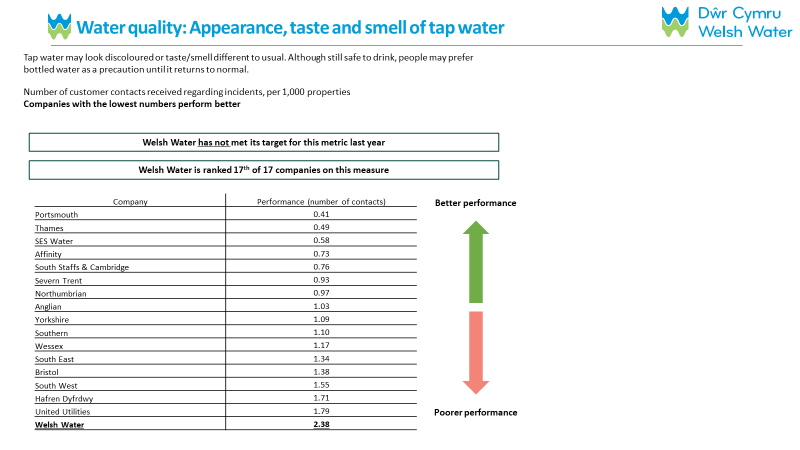 Water quality: Appearance, taste and smell of tap water
Dŵr Cymru
Welsh Water
Tap water may look discoloured or taste/smell different to usual. Although still safe to drink, people may prefer
bottled water as a precaution until it returns to normal.
Number of customer contacts received regarding incidents, per 1,000 properties
Companies with the lowest numbers perform better
Welsh Water has not met its target for this metric last year
Welsh Water is ranked 17th of 17 companies on this measure
Company Performance (number of contacts)
Portsmouth 0.41
Thames 0.49
SES Water 0.58
Affinity 0.73
South Staffs & Cambridge 0.76
Severn Trent 0.93
Northumbrian 0.97
Anglian 1.03
Yorkshire 1.09
Southern 1.10
Wessex 1.17
South East 1.34
Bristol 1.38
South West 1.55
Hafren Dyfrdwy 1.71
United Utilities 1.79
Welsh Water 2.38
Better performance
Poorer performance